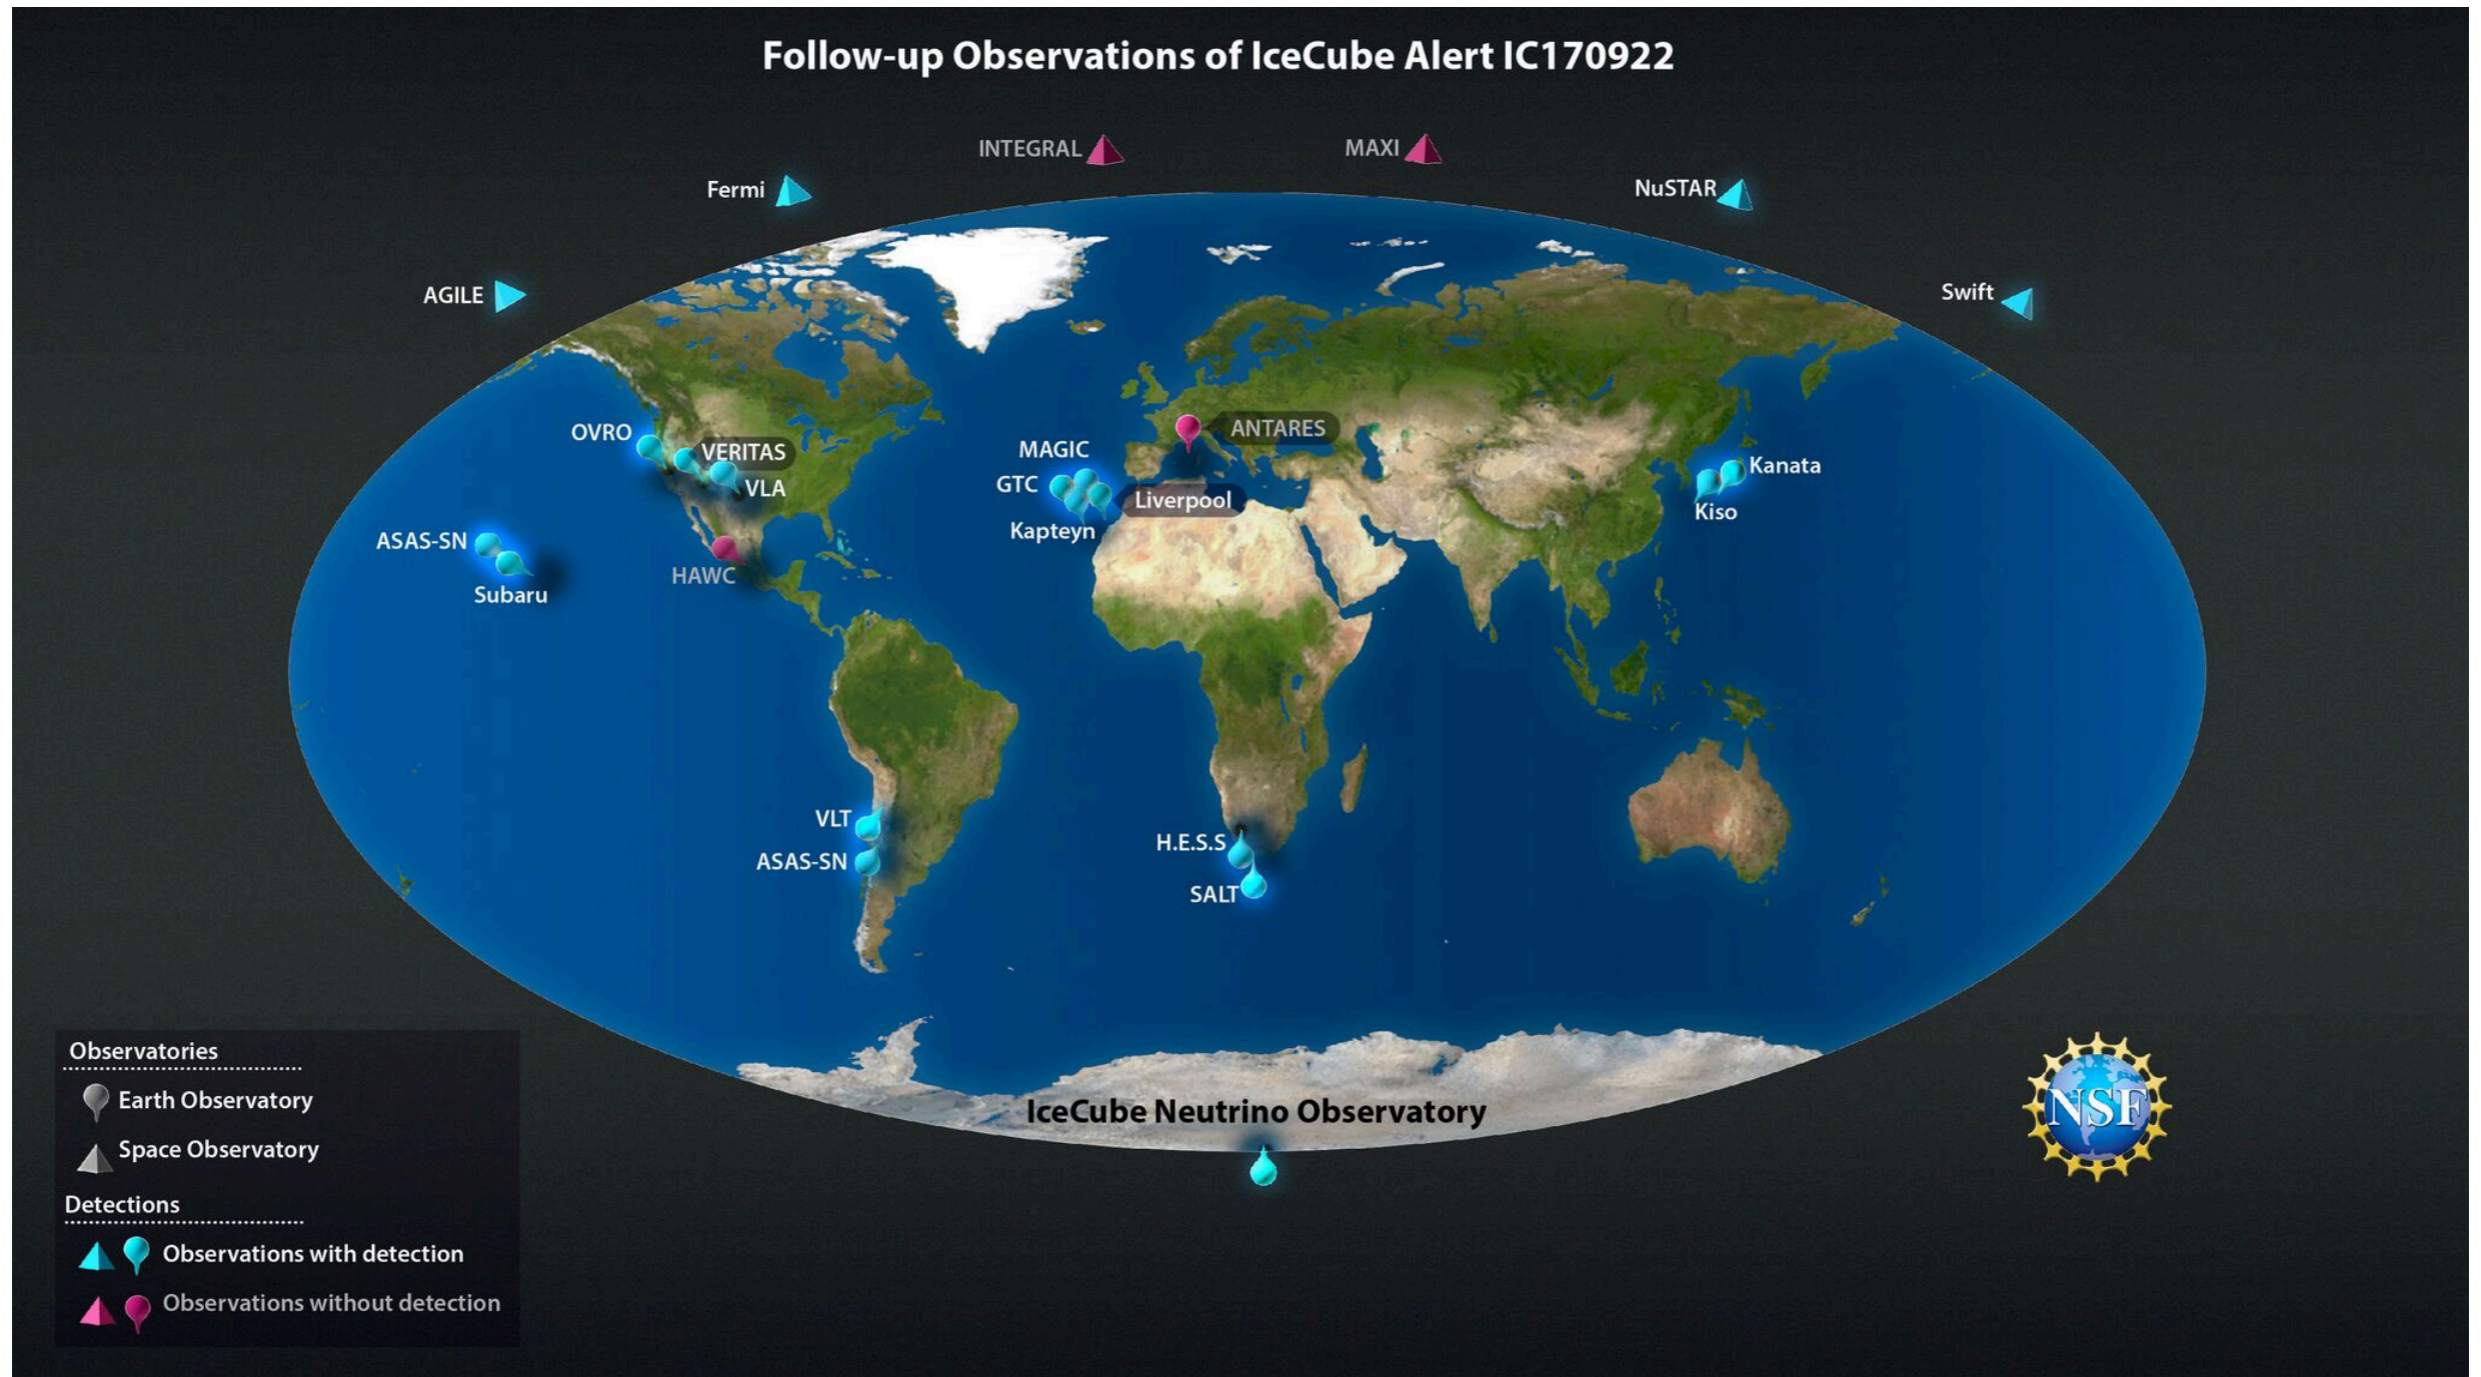 Follow-up Observations of IceCube Alert IC170922
INTEGRAL
MAXI
Fermi
NuSTAR
AGILE
Swift
OVRO
VERITAS
VLA
ANTARES
MAGIC
GTC
Liverpool
Kapteyn
Kanata
Kiso
ASAS-SN
Subaru
HAWC
VLT
ASAS-SN
H.E.S.S
SALT
IceCube Neutrino Observatory
NSF
Observatories
Earth Observatory
Space Observatory
Detections
Observations with detection
Observations without detection